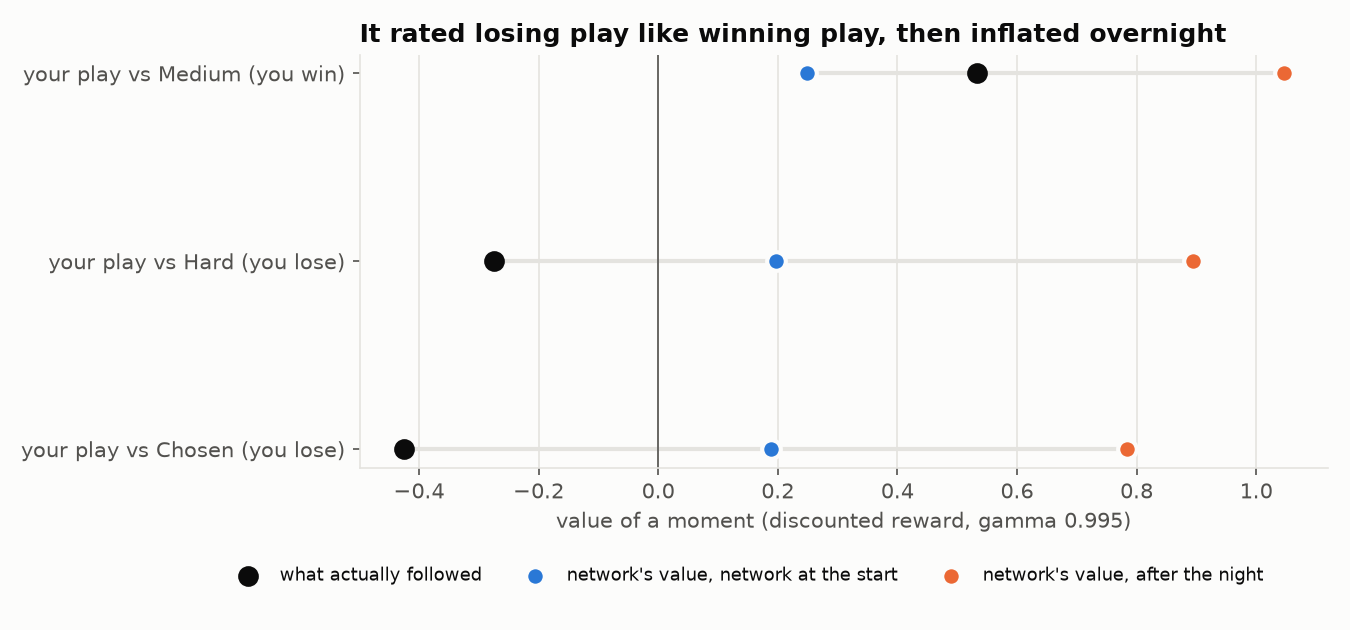 It rated losing play like winning play, then inflated overnight
your play vs Medium (you win)
your play vs Hard (you lose)
your play vs Chosen (you lose)
−0.4 −0.2 0.0 0.2 0.4 0.6 0.8 1.0
value of a moment (discounted reward, gamma 0.995)
what actually followed network's value, network at the start network's value, after the night